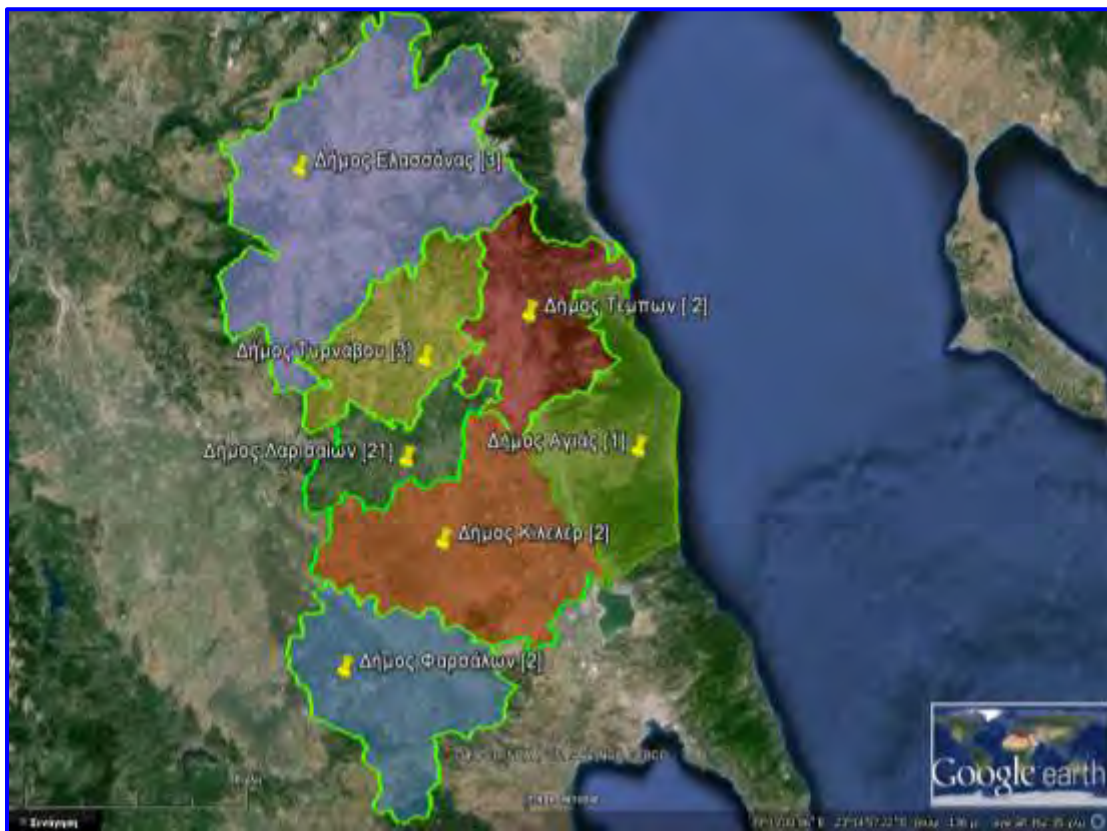 Δήμος Ελασσόνας [3]
Δήμος Τεμπών [2]
Δήμος Τυρνάβου [3]
Δήμος Αγιάς [1]
Δήμος Λαρισαίων [21]
Δήμος Κιλελέρ [2]
Δήμος Φαρσάλων [2]
Google earth
Ξενάγηση